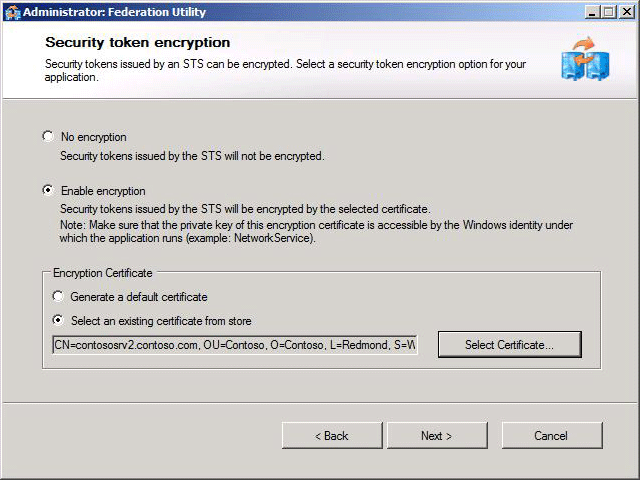 Administrator: Federation Utility
Security token encryption
Security tokens issued by an STS can be encrypted. Select a security token encryption option for your
application.
No encryption
Security tokens issued by the STS will not be encrypted.
Enable encryption
Security tokens issued by the STS will be encrypted by the selected certificate.
Note: Make sure that the private key of this encryption certificate is accessible by the Windows identity under
which the application runs (example: NetworkService).
Encryption Certificate
Generate a default certificate
Select an existing certificate from store
CN=contososrv2.contoso.com, OU=Contoso, O=Contoso, L=Redmond, S=W
Select Certificate...
< Back
Next >
Cancel